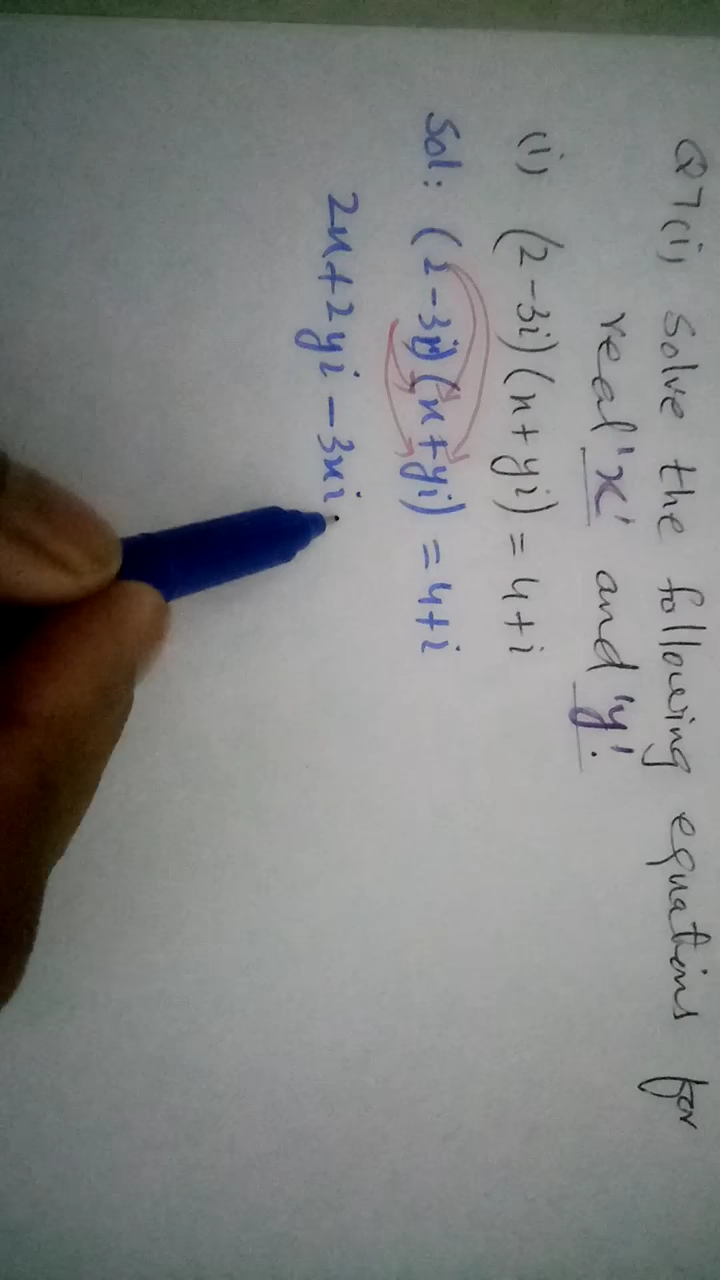 Q7(i) Solve the following equations for
real 'x' and 'y'.
(i) (2-3i)(x+yi) = 4+i
Sol: (2-3i)(x+yi) = 4+i
2x+2yi-3xi